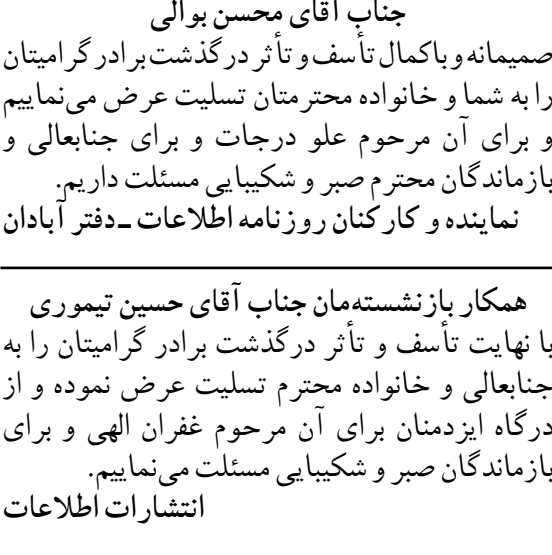 جناب آقای محسن بوالی
صمیمانه و باکمال تأسف و تأثر درگذشت برادر گرامیتان
را به شما و خانواده محترمتان تسلیت عرض می‌نماییم
و برای آن مرحوم علو درجات و برای جنابعالی و
بازماندگان محترم صبر و شکیبایی مسئلت داریم.
نماینده و کارکنان روزنامه اطلاعات ـ دفتر آبادان
همکار بازنشسته‌مان جناب آقای حسین تیموری
با نهایت تأسف و تأثر درگذشت برادر گرامیتان را به
جنابعالی و خانواده محترم تسلیت عرض نموده و از
درگاه ایزدمنان برای آن مرحوم غفران الهی و برای
بازماندگان صبر و شکیبایی مسئلت می‌نماییم.
انتشارات اطلاعات